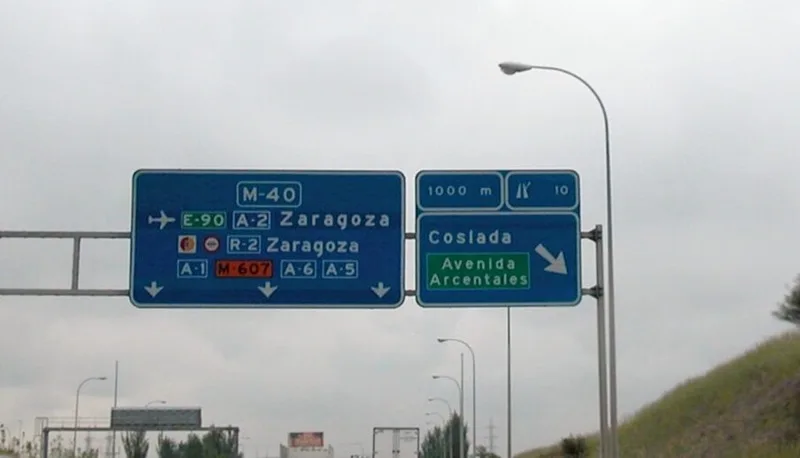 M-40
E-90 A-2 Zaragoza
R-2 Zaragoza
A-1 M-607 A-6 A-5
1000 m 10
Coslada
Avenida
Arcentales